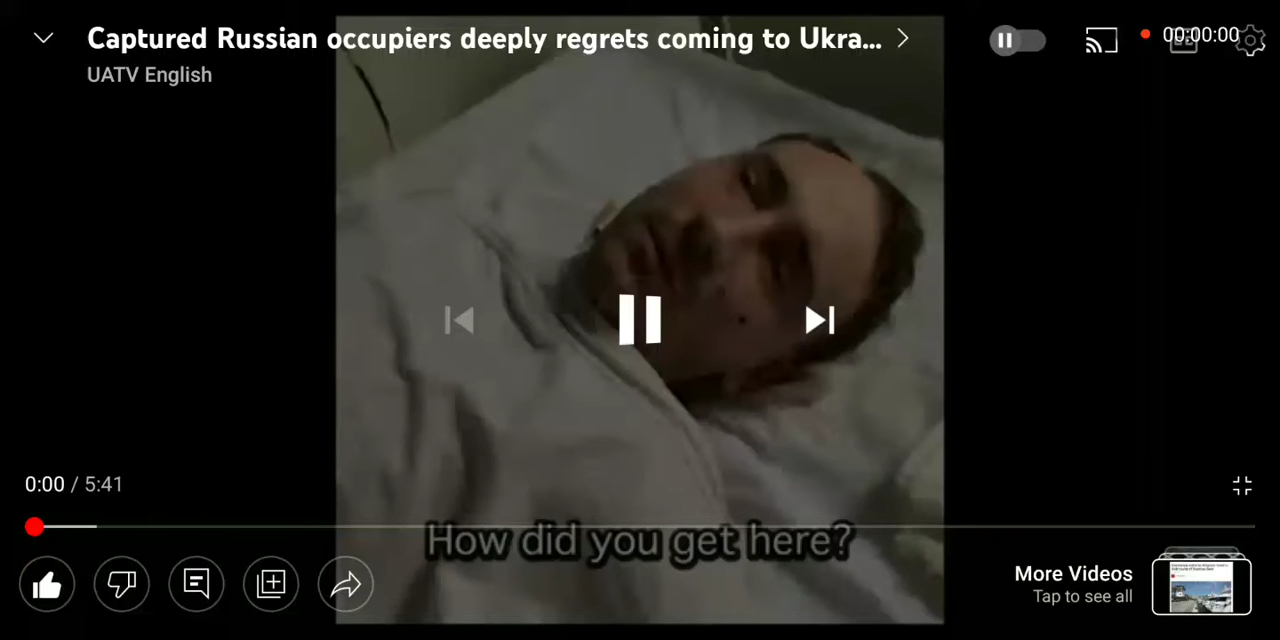 Captured Russian occupiers deeply regrets coming to Ukra...
00:00:00
UATV English
0:00 / 5:41
How did you get here?
More Videos
Tap to see all